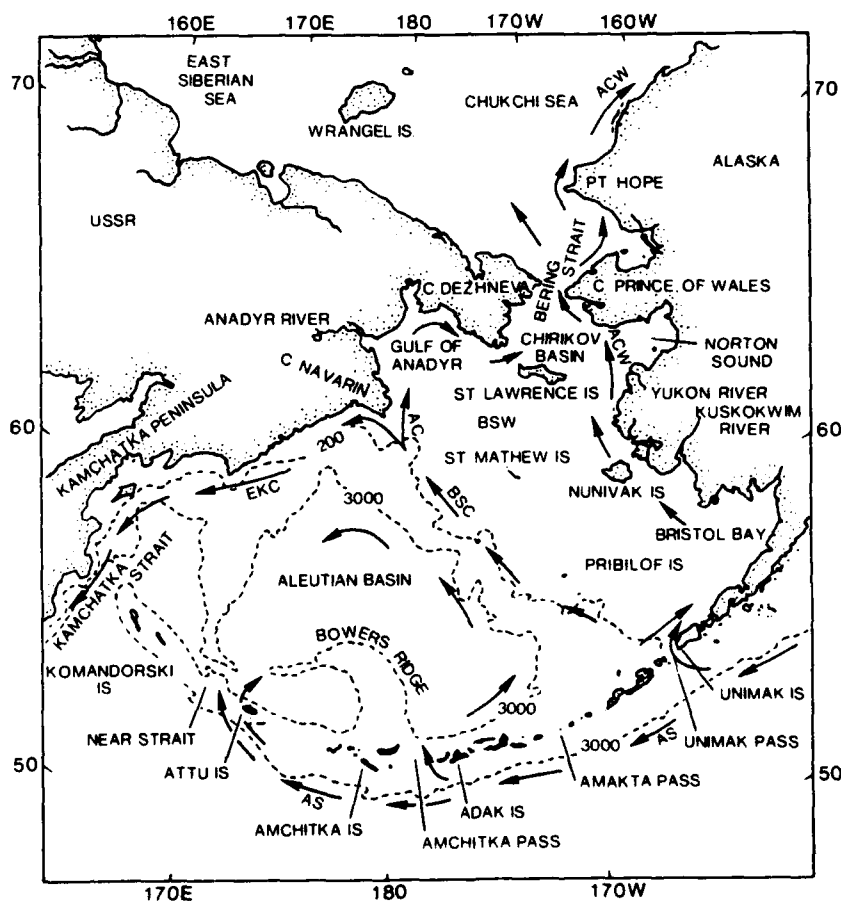 160E 170E 180 170W 160W
70
70
EAST
SIBERIAN
SEA
WRANGEL IS.
CHUKCHI SEA
ACW
ALASKA
USSR
PT HOPE
BERING
STRAIT
C DEZHNEVA
C PRINCE OF WALES
ANADYR RIVER
GULF OF
ANADYR
CHIRIKOV
BASIN
ACW
NORTON
SOUND
C NAVARIN
ST LAWRENCE IS
YUKON RIVER
KUSKOKWIM
RIVER
KAMCHATKA PENINSULA
60
60
200
AC
BSW
ST MATHEW IS
NUNIVAK IS
EKC
3000
BSC
BRISTOL BAY
KAMCHATKA
STRAIT
ALEUTIAN BASIN
PRIBILOF IS
BOWERS
RIDGE
KOMANDORSKI
IS
3000
UNIMAK IS
NEAR STRAIT
3000
AS
UNIMAK PASS
50
50
ATTU IS
AS
AMAKTA PASS
AMCHITKA IS
ADAK IS
AMCHITKA PASS
170E 180 170W